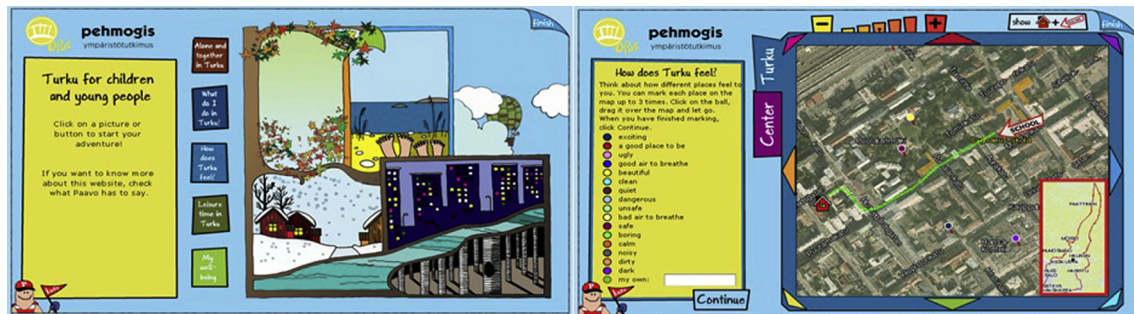 pehmogis
ympäristötutkimus
finish
Turku for children
and young people
Click on a picture or
button to start your
adventure!
If you want to know more
about this website, check
what Paavo has to say.
Alone and
together
in Turku
What
do I
do in
Turku?
How
does
Turku
feel?
Leisure
time in
Turku
My
well-
being
pehmogis
ympäristötutkimus
show
finish
Turku
Center
How does Turku feel?
Think about how different places feel to
you. You can mark each place on the
map up to 3 times. Click on the ball,
drag it over the map and let go.
When you have finished marking,
click Continue.
exciting
a good place to be
ugly
good air to breathe
beautiful
clean
quiet
dangerous
unsafe
bad air to breathe
safe
boring
calm
noisy
dirty
dark
my own:
Continue
SCHOOL